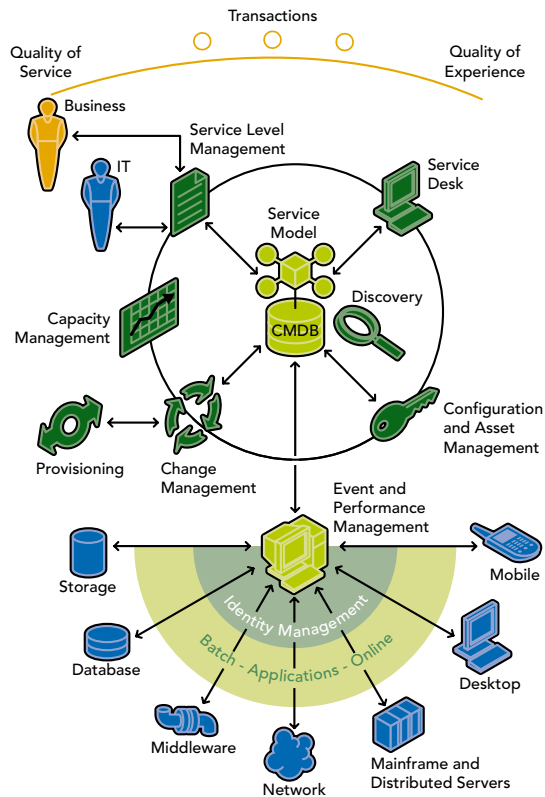 Transactions
Quality of
Service
Quality of
Experience
Business
Service Level
Management
IT
Service
Desk
Service
Model
Discovery
CMDB
Capacity
Management
Configuration
and Asset
Management
Provisioning
Change
Management
Event and
Performance
Management
Storage
Mobile
Identity Management
Batch - Applications - Online
Database
Desktop
Middleware
Mainframe and
Distributed Servers
Network